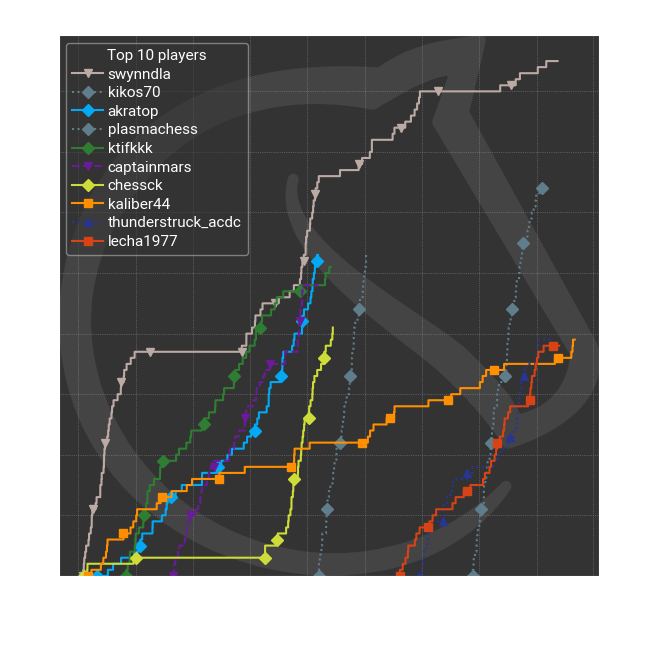 Top 10 players
swynndla
kikos70
akratop
plasmachess
ktifkkk
captainmars
chessck
kaliber44
thunderstruck_acdc
lecha1977